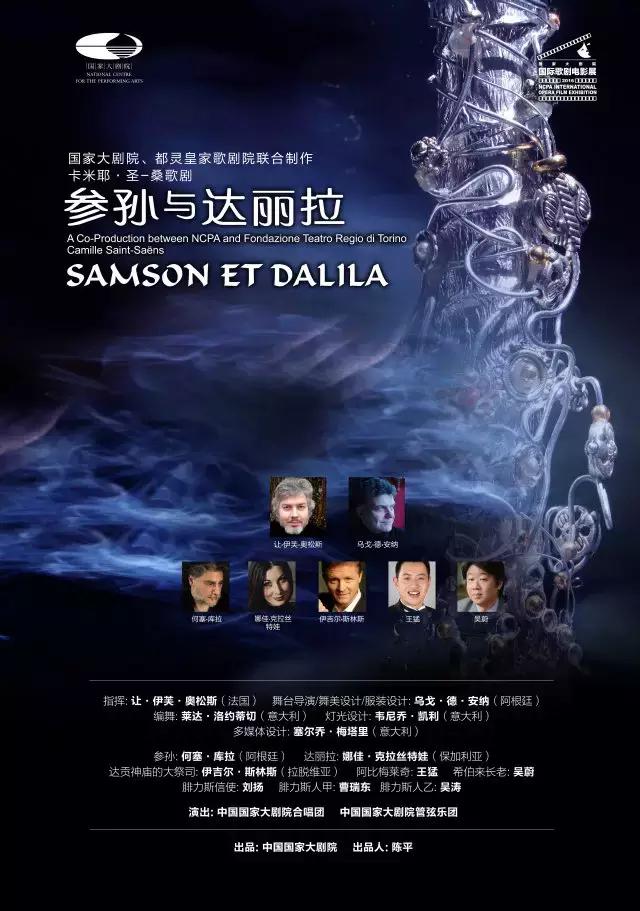 国家大剧院
NATIONAL CENTRE
FOR THE PERFORMING ARTS
国家大剧院
国际歌剧电影展
2016
NCPA INTERNATIONAL
OPERA FILM EXHIBITION
国家大剧院、都灵皇家歌剧院联合制作
卡米耶·圣-桑歌剧
参孙与达丽拉
A Co-Production between NCPA and Fondazione Teatro Regio di Torino
Camille Saint-Saëns
SAMSON ET DALILA
让·伊芙·奥松斯
乌戈·德·安纳
何塞·库拉
娜佳·克拉丝
特娃
伊吉尔·斯林斯
王猛
吴蔚
指挥: 让·伊芙·奥松斯（法国） 舞台导演/舞美设计/服装设计: 乌戈·德·安纳（阿根廷）
编舞: 莱达·洛约蒂切（意大利） 灯光设计: 韦尼乔·凯利（意大利）
多媒体设计: 塞尔乔·梅塔里（意大利）
参孙: 何塞·库拉（阿根廷） 达丽拉: 娜佳·克拉丝特娃（保加利亚）
达贡神庙的大祭司: 伊吉尔·斯林斯（拉脱维亚） 阿比梅莱奇: 王猛 希伯来长老: 吴蔚
腓力斯信使: 刘扬 腓力斯人甲: 曹瑞东 腓力斯人乙: 吴涛
演出: 中国国家大剧院合唱团 中国国家大剧院管弦乐团
出品: 中国国家大剧院 出品人: 陈平